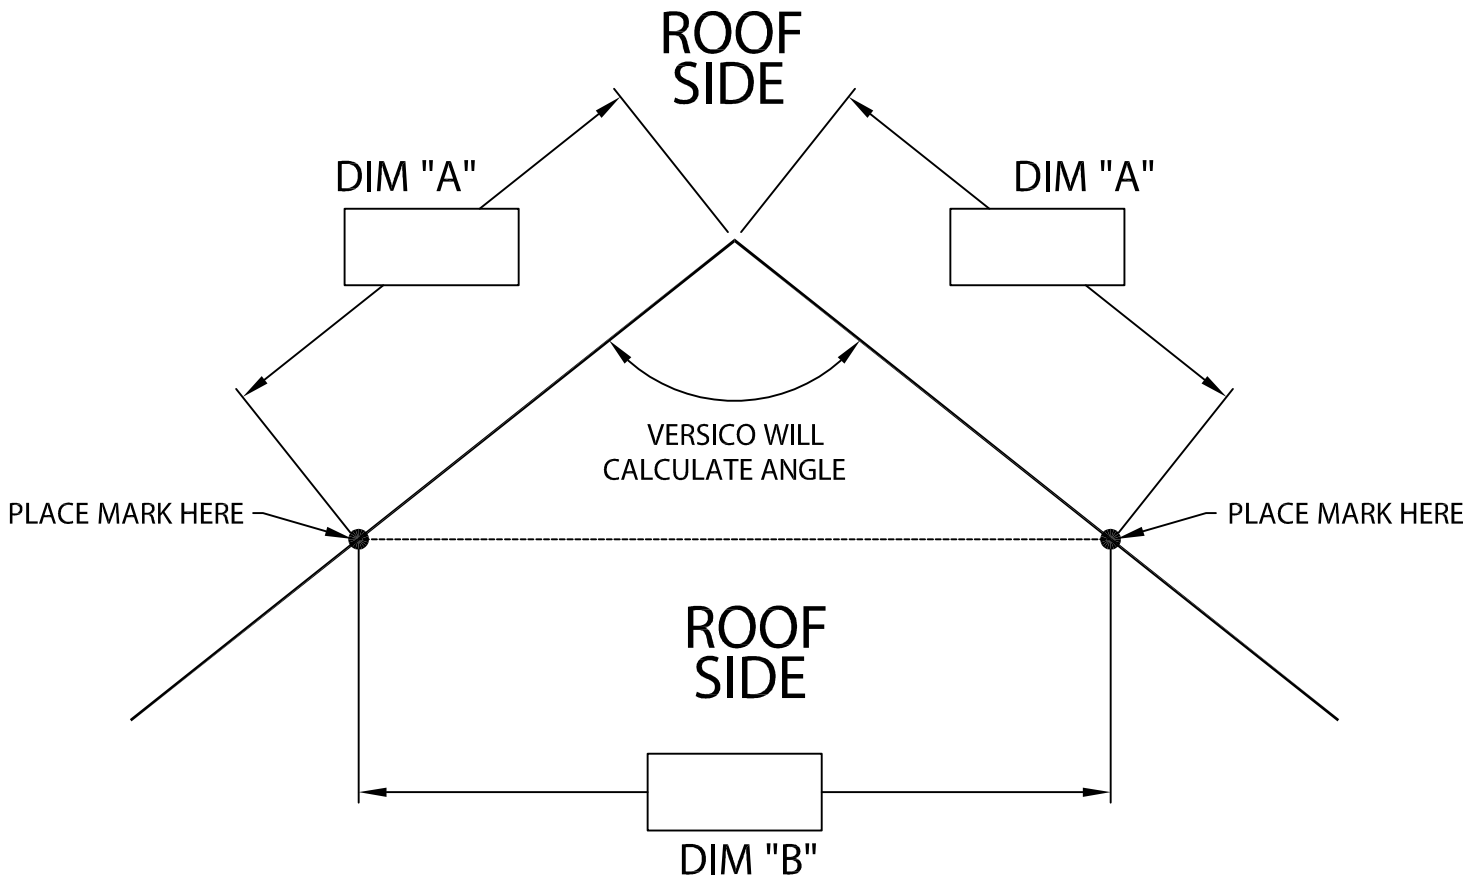 ROOF
SIDE
DIM "A"
DIM "A"
VERSICO WILL
CALCULATE ANGLE
PLACE MARK HERE
PLACE MARK HERE
ROOF
SIDE
DIM "B"